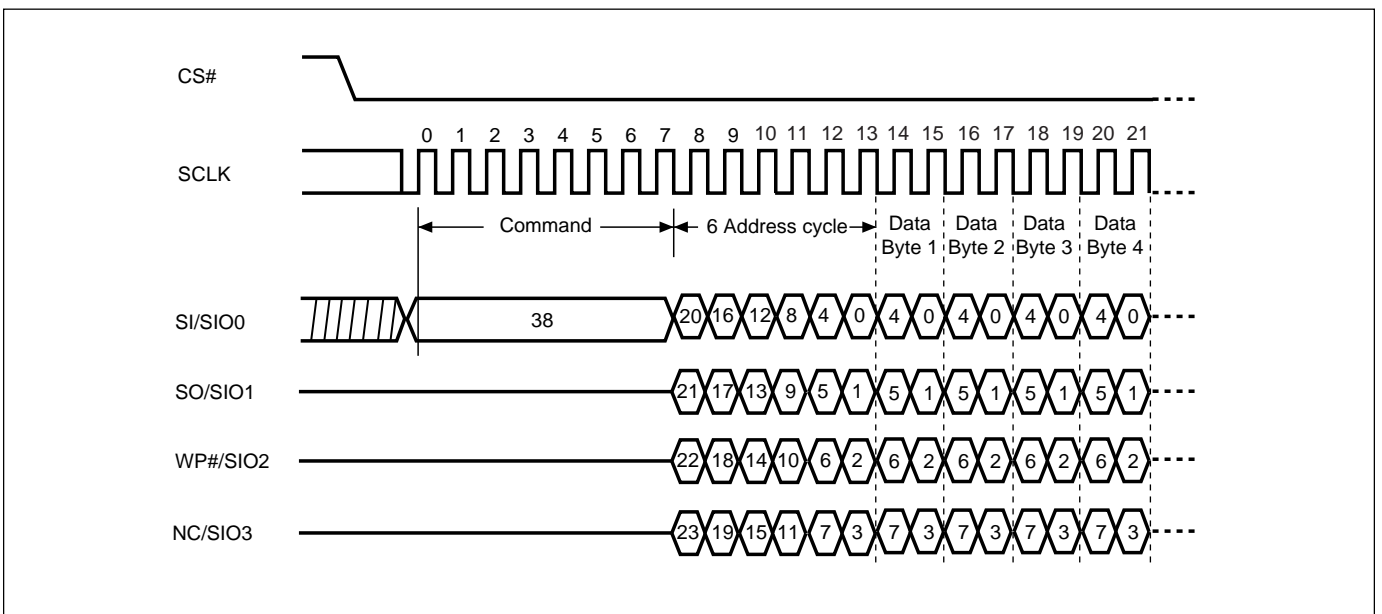 CS#
0 1 2 3 4 5 6 7 8 9 10 11 12 13 14 15 16 17 18 19 20 21
SCLK
Command 6 Address cycle Data Byte 1 Data Byte 2 Data Byte 3 Data Byte 4
SI/SIO0 38 20 16 12 8 4 0 4 0 4 0 4 0 4 0
SO/SIO1 21 17 13 9 5 1 5 1 5 1 5 1 5 1
WP#/SIO2 22 18 14 10 6 2 6 2 6 2 6 2 6 2
NC/SIO3 23 19 15 11 7 3 7 3 7 3 7 3 7 3